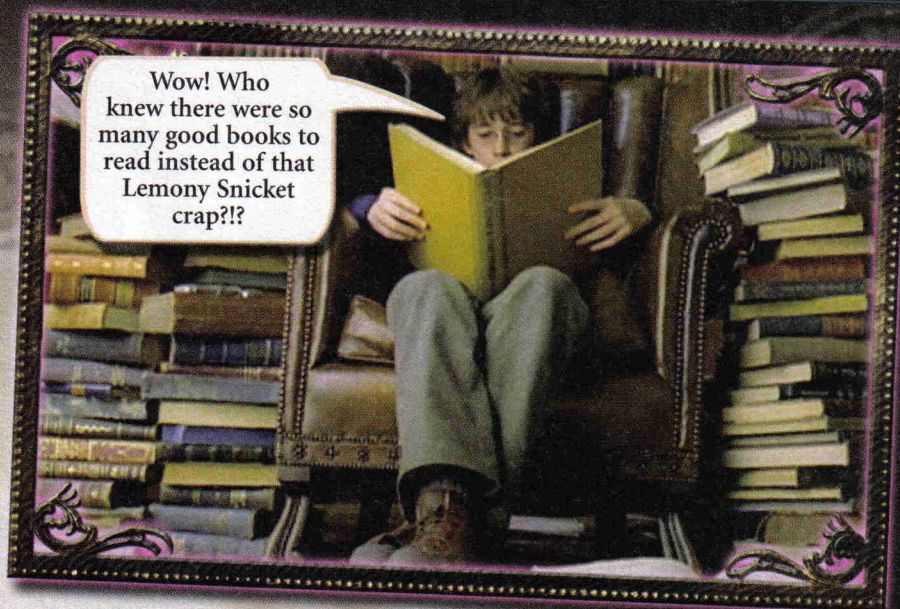 Wow! Who
knew there were so
many good books to
read instead of that
Lemony Snicket
crap?!?